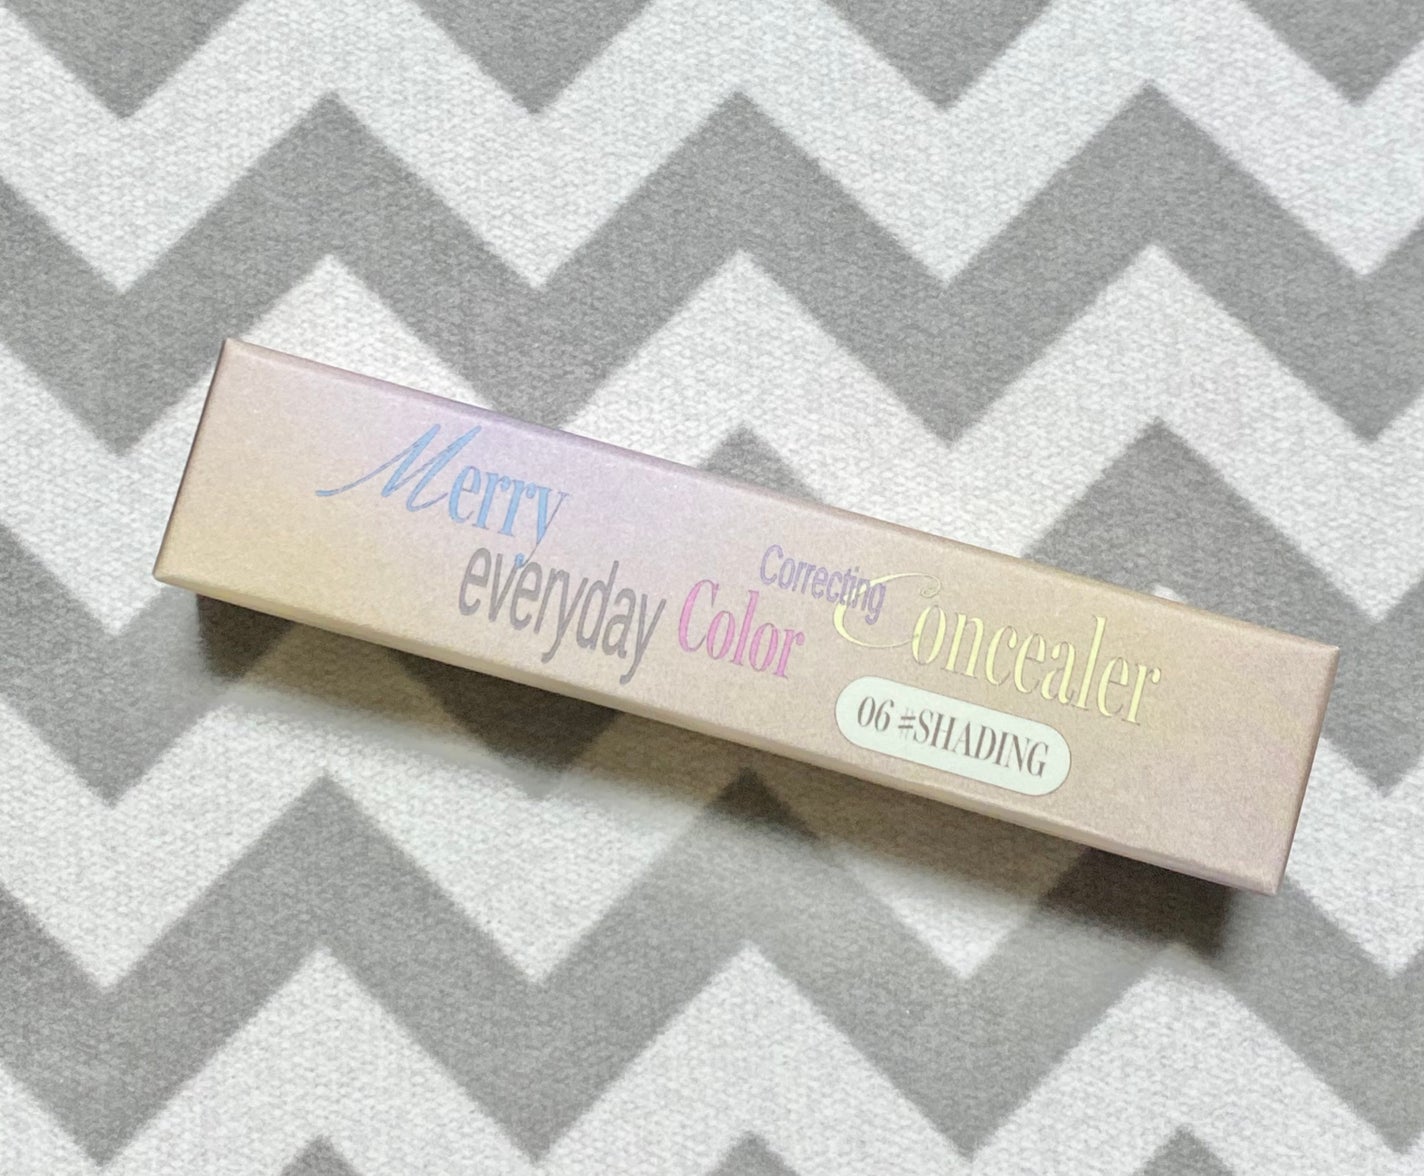 Merry
everyday Color Correcting Concealer
06 #SHADING